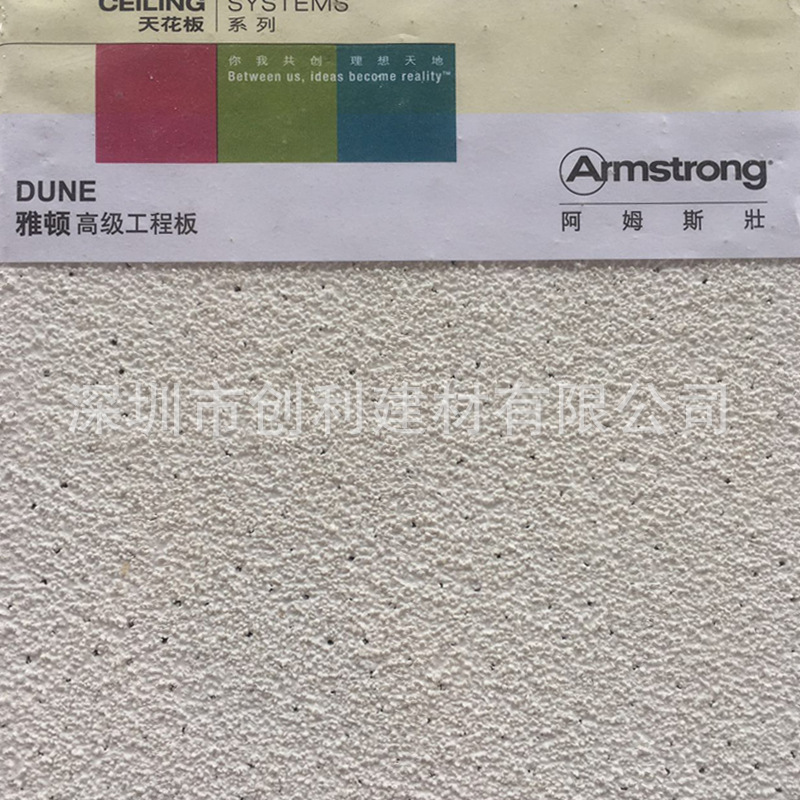 CEILING SYSTEMS
天花板 系列
你我共创 理想天地
Between us, ideas become reality™
DUNE
雅顿高级工程板
Armstrong®
阿姆斯壮
深圳市创利建材有限公司